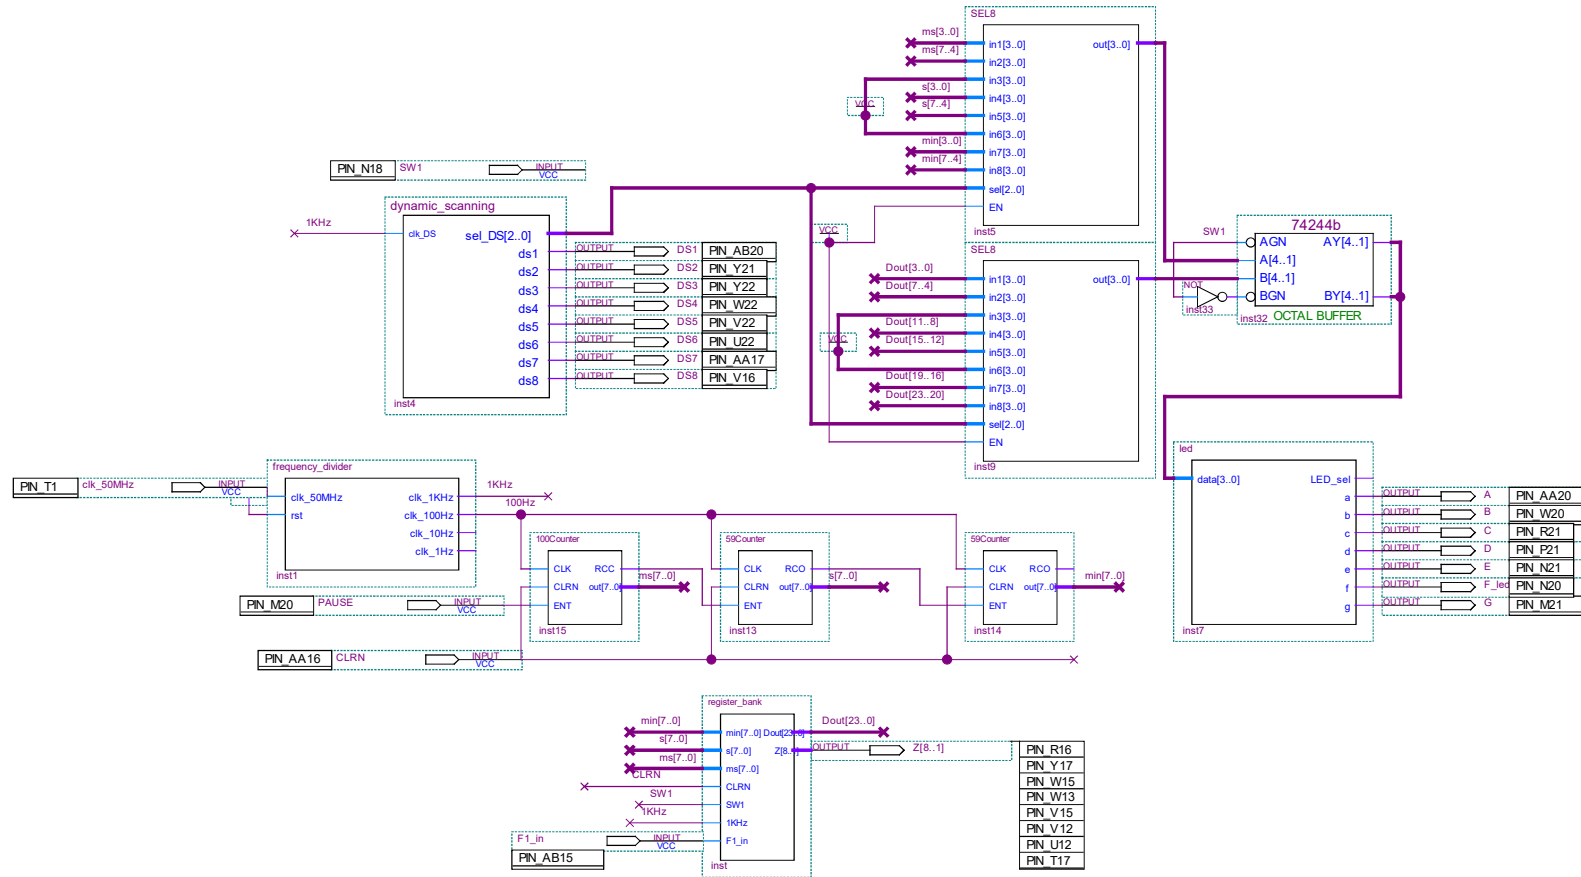 SEL8
ms[3..0]
ms[7..4]
s[3..0]
s[7..4]
min[3..0]
min[7..4]
VCC
in1[3..0]
in2[3..0]
in3[3..0]
in4[3..0]
in5[3..0]
in6[3..0]
in7[3..0]
in8[3..0]
sel[2..0]
EN
out[3..0]
inst5
PIN_N18
SW1
INPUT
VCC
dynamic_scanning
1KHz
clk_DS
sel_DS[2..0]
ds1
ds2
ds3
ds4
ds5
ds6
ds7
ds8
inst4
OUTPUT DS1 PIN_AB20
OUTPUT DS2 PIN_Y21
OUTPUT DS3 PIN_Y22
OUTPUT DS4 PIN_W22
OUTPUT DS5 PIN_V22
OUTPUT DS6 PIN_U22
OUTPUT DS7 PIN_AA17
OUTPUT DS8 PIN_V16
VCC
SEL8
Dout[3..0]
Dout[7..4]
Dout[11..8]
Dout[15..12]
Dout[19..16]
Dout[23..20]
VCC
in1[3..0]
in2[3..0]
in3[3..0]
in4[3..0]
in5[3..0]
in6[3..0]
in7[3..0]
in8[3..0]
sel[2..0]
EN
out[3..0]
inst9
74244b
SW1
AGN
A[4..1]
B[4..1]
BGN
AY[4..1]
BY[4..1]
NOT
inst33
inst32
OCTAL BUFFER
PIN_T1
clk_50MHz
INPUT
VCC
frequency_divider
clk_50MHz
rst
clk_1KHz
clk_100Hz
clk_10Hz
clk_1Hz
inst1
1KHz
100Hz
100Counter
CLK
CLRN
ENT
RCC
out[7..0]
inst15
ms[7..0]
59Counter
CLK
CLRN
ENT
RCO
out[7..0]
inst13
s[7..0]
59Counter
CLK
CLRN
ENT
RCO
out[7..0]
inst14
min[7..0]
PIN_M20
PAUSE
INPUT
VCC
PIN_AA16
CLRN
INPUT
VCC
led
data[3..0]
LED_sel
a
b
c
d
e
f
g
inst7
OUTPUT A PIN_AA20
OUTPUT B PIN_W20
OUTPUT C PIN_R21
OUTPUT D PIN_P21
OUTPUT E PIN_N21
OUTPUT F_led PIN_N20
OUTPUT G PIN_M21
register_bank
min[7..0]
s[7..0]
ms[7..0]
CLRN
SW1
1KHz
F1_in
INPUT
VCC
PIN_AB15
min[7..0]
s[7..0]
ms[7..0]
CLRN
SW1
1KHz
F1_in
inst
Dout[23..0]
OUTPUT
Z[8..1]
PIN_R16
PIN_Y17
PIN_W15
PIN_W13
PIN_V15
PIN_V12
PIN_U12
PIN_T17